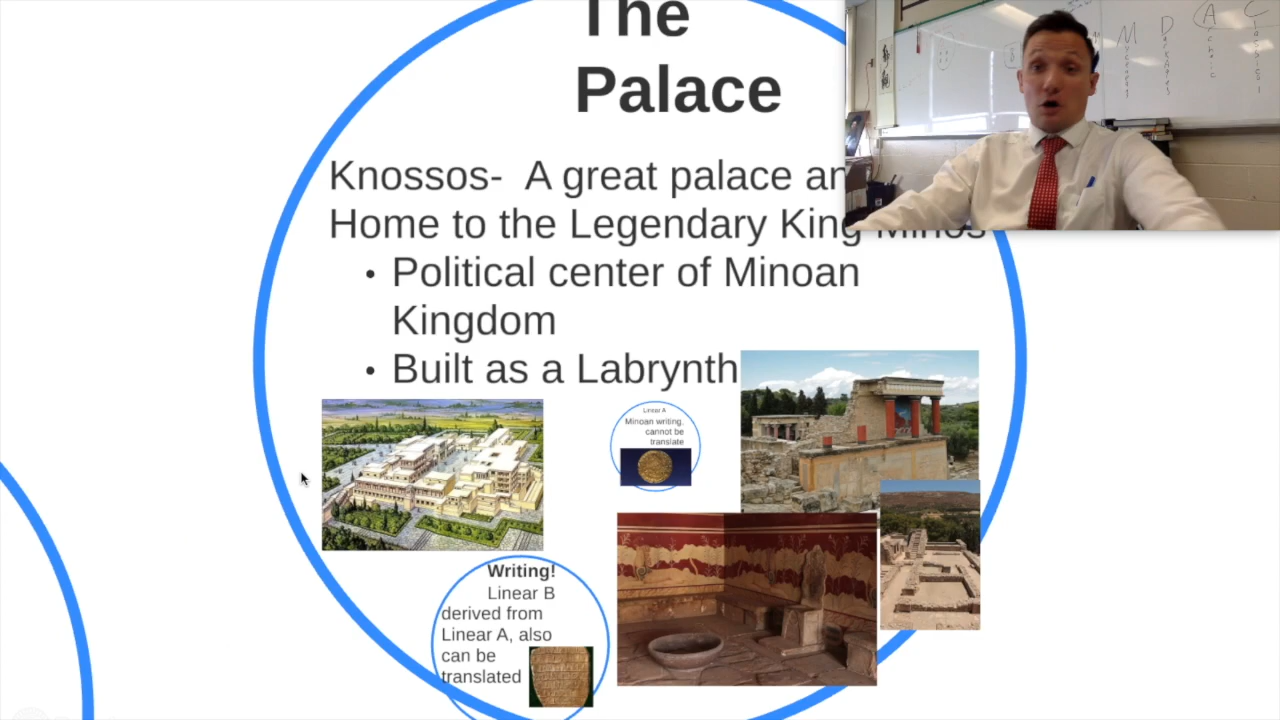 The
Palace
Knossos- A great palace an
Home to the Legendary King Minos
• Political center of Minoan
Kingdom
• Built as a Labrynth
Linear A
Minoan writing,
cannot be
translate
Writing!
Linear B
derived from
Linear A, also
can be
translated
M
D
A
C